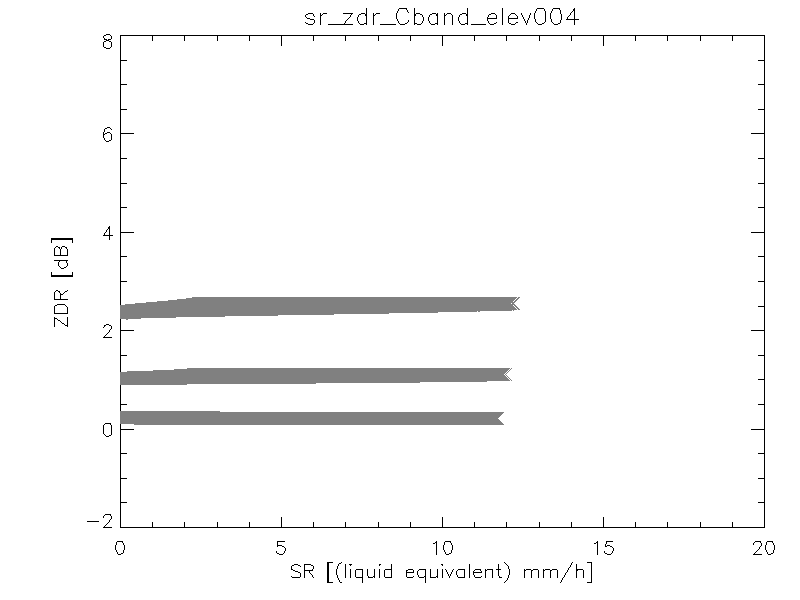 sr_zdr_Cband_elev004
8
6
4
2
0
-2
ZDR [dB]
0 5 10 15 20
SR [(liquid equivalent) mm/h]